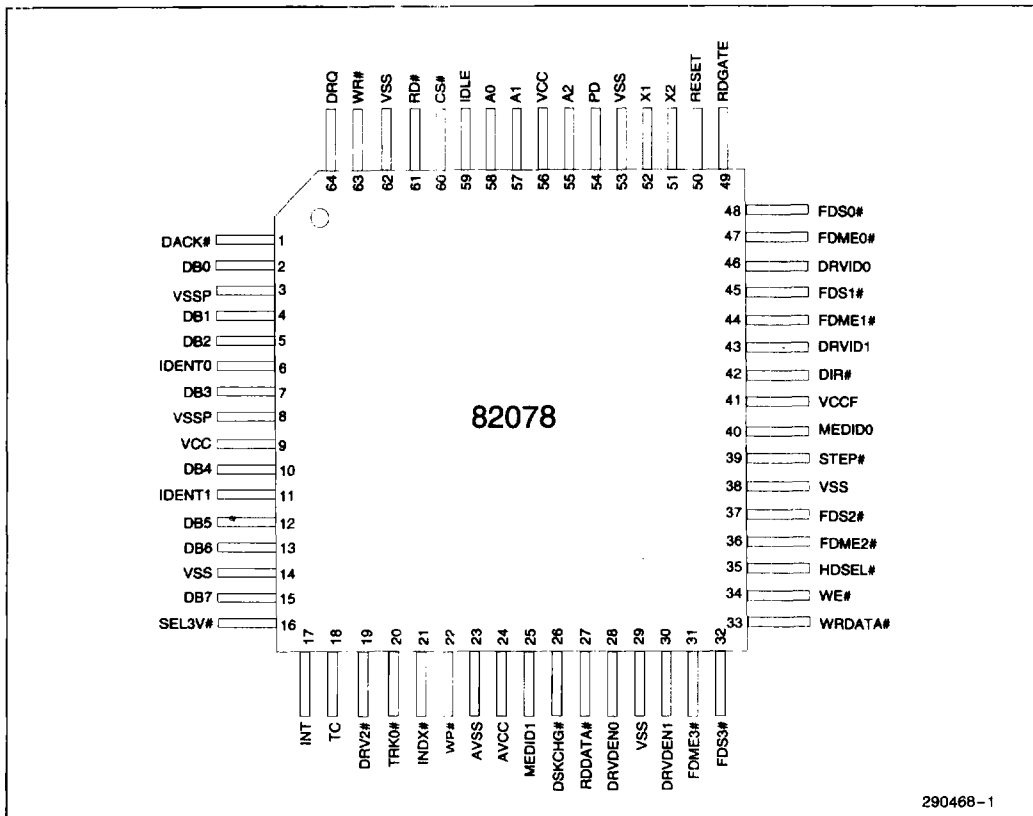 DRQ
WR#
VSS
RD#
CS#
IDLE
A0
A1
VCC
A2
PD
VSS
X1
X2
RESET
RDGATE
64 63 62 61 60 59 58 57 56 55 54 53 52 51 50 49
DACK# 1
DB0 2
VSSP 3
DB1 4
DB2 5
IDENT0 6
DB3 7
VSSP 8
VCC 9
DB4 10
IDENT1 11
DB5 12
DB6 13
VSS 14
DB7 15
SEL3V# 16
82078
48 FDS0#
47 FDME0#
46 DRVID0
45 FDS1#
44 FDME1#
43 DRVID1
42 DIR#
41 VCCF
40 MEDID0
39 STEP#
38 VSS
37 FDS2#
36 FDME2#
35 HDSEL#
34 WE#
33 WRDATA#
17 18 19 20 21 22 23 24 25 26 27 28 29 30 31 32
INT
TC
DRV2#
TRK0#
INDX#
WP#
AVSS
AVCC
MEDID1
DSKCHG#
RDDATA#
DRVDEN0
VSS
DRVDEN1
FDME3#
FDS3#
290468-1